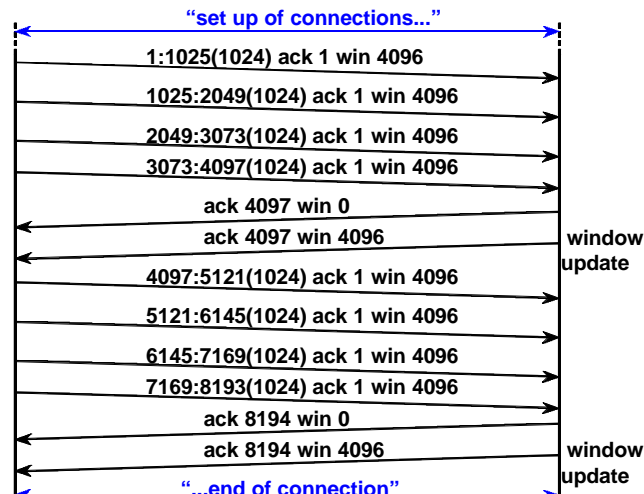 “set up of connections...”
1:1025(1024) ack 1 win 4096
1025:2049(1024) ack 1 win 4096
2049:3073(1024) ack 1 win 4096
3073:4097(1024) ack 1 win 4096
ack 4097 win 0
ack 4097 win 4096
window
update
4097:5121(1024) ack 1 win 4096
5121:6145(1024) ack 1 win 4096
6145:7169(1024) ack 1 win 4096
7169:8193(1024) ack 1 win 4096
ack 8194 win 0
ack 8194 win 4096
window
update
“...end of connection”